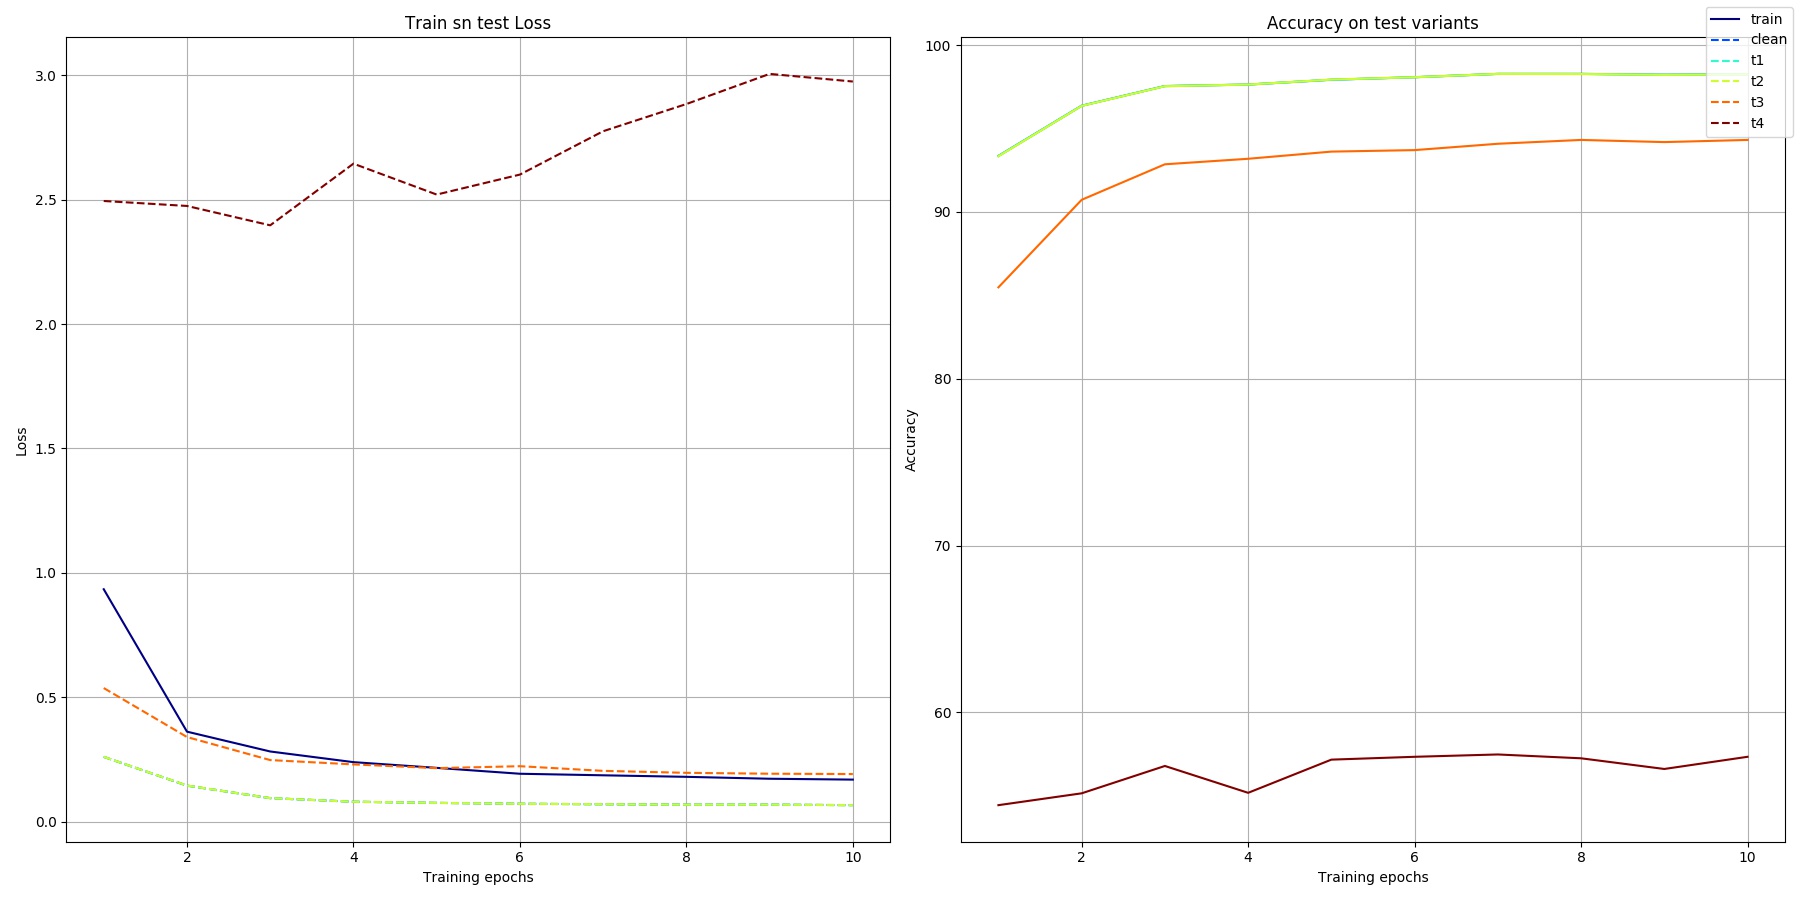 Train sn test Loss
3.0
2.5
2.0
1.5
1.0
0.5
0.0
Loss
2 4 6 8 10
Training epochs
Accuracy on test variants
100
90
80
70
60
Accuracy
2 4 6 8 10
Training epochs
train
clean
t1
t2
t3
t4